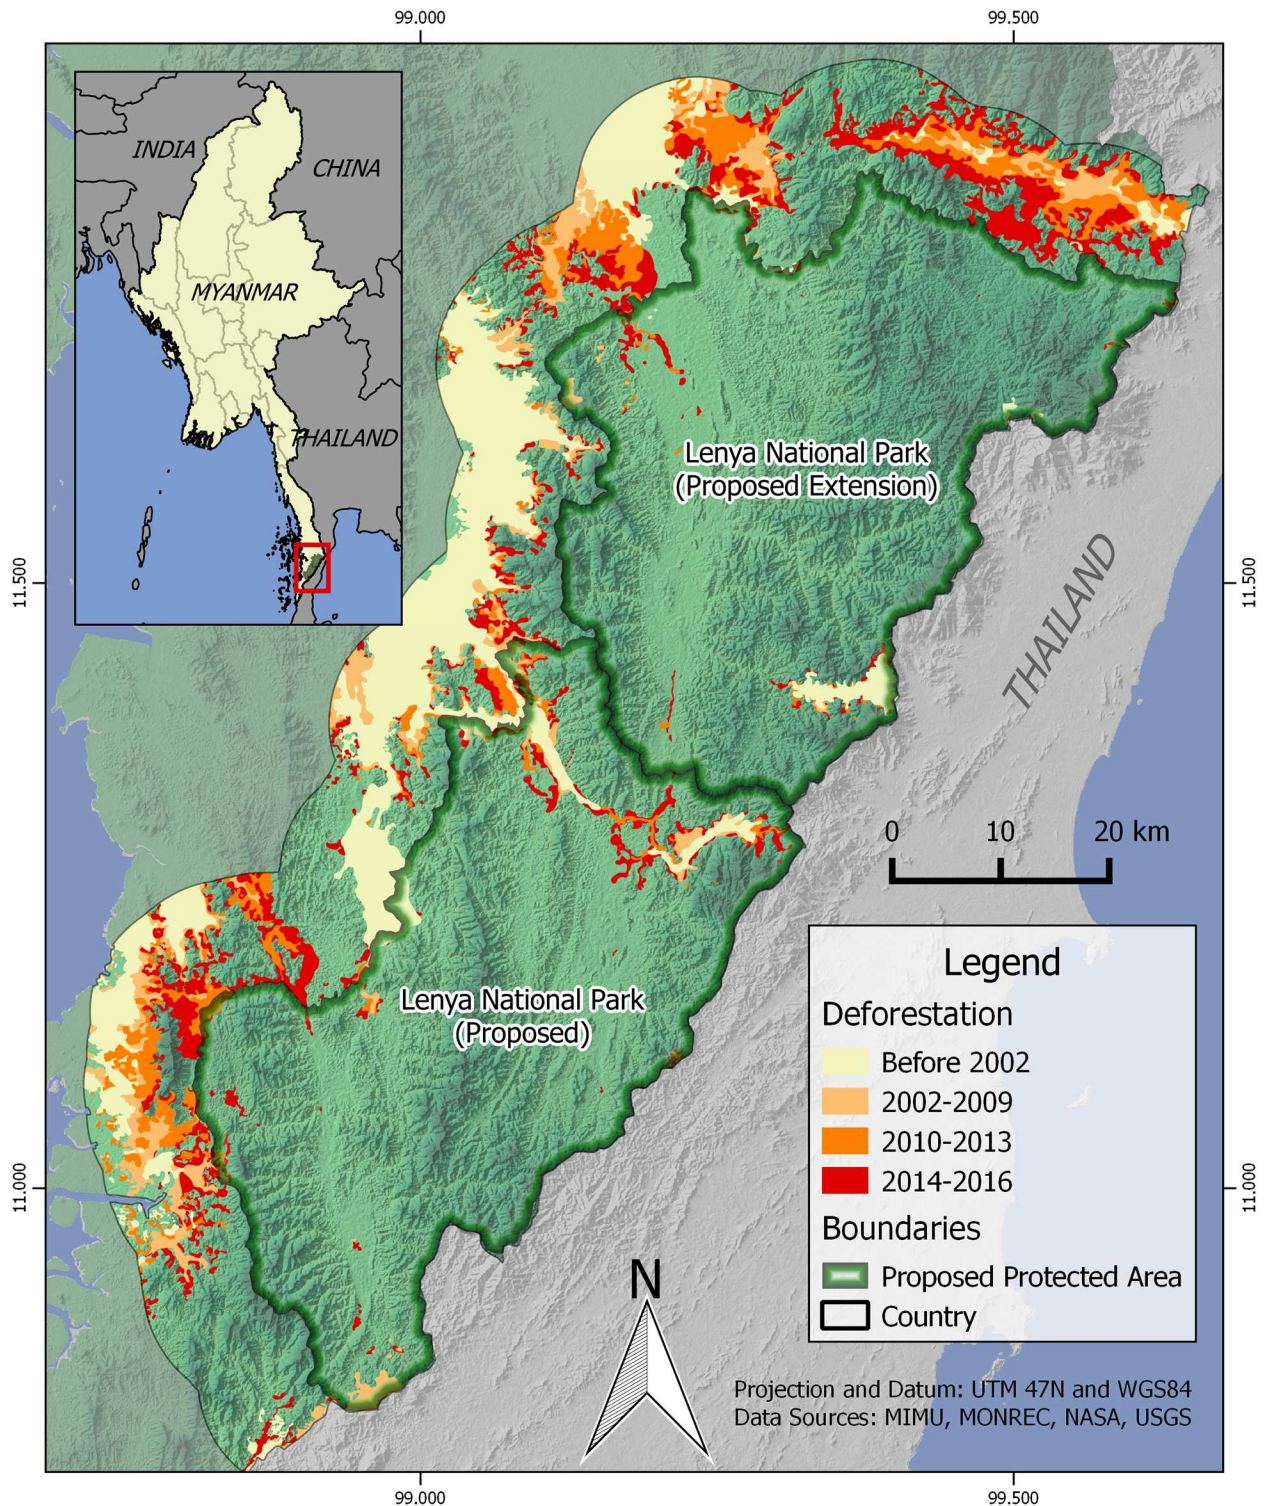 99.000
99.500
INDIA
CHINA
MYANMAR
THAILAND
Lenya National Park
(Proposed Extension)
11.500
11.500
THAILAND
0 10 20 km
Legend
Deforestation
Before 2002
2002-2009
2010-2013
2014-2016
Boundaries
Proposed Protected Area
Country
Lenya National Park
(Proposed)
11.000
11.000
N
Projection and Datum: UTM 47N and WGS84
Data Sources: MIMU, MONREC, NASA, USGS
99.000
99.500